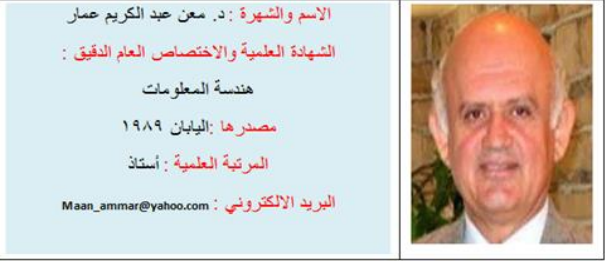 الاسم والشهرة : د. معن عبد الكريم عمار
الشهادة العلمية والاختصاص العام الدقيق :
هندسة المعلومات
مصدرها : اليابان ١٩٨٩
المرتبة العلمية : أستاذ
البريد الالكتروني : Maan_ammar@yahoo.com